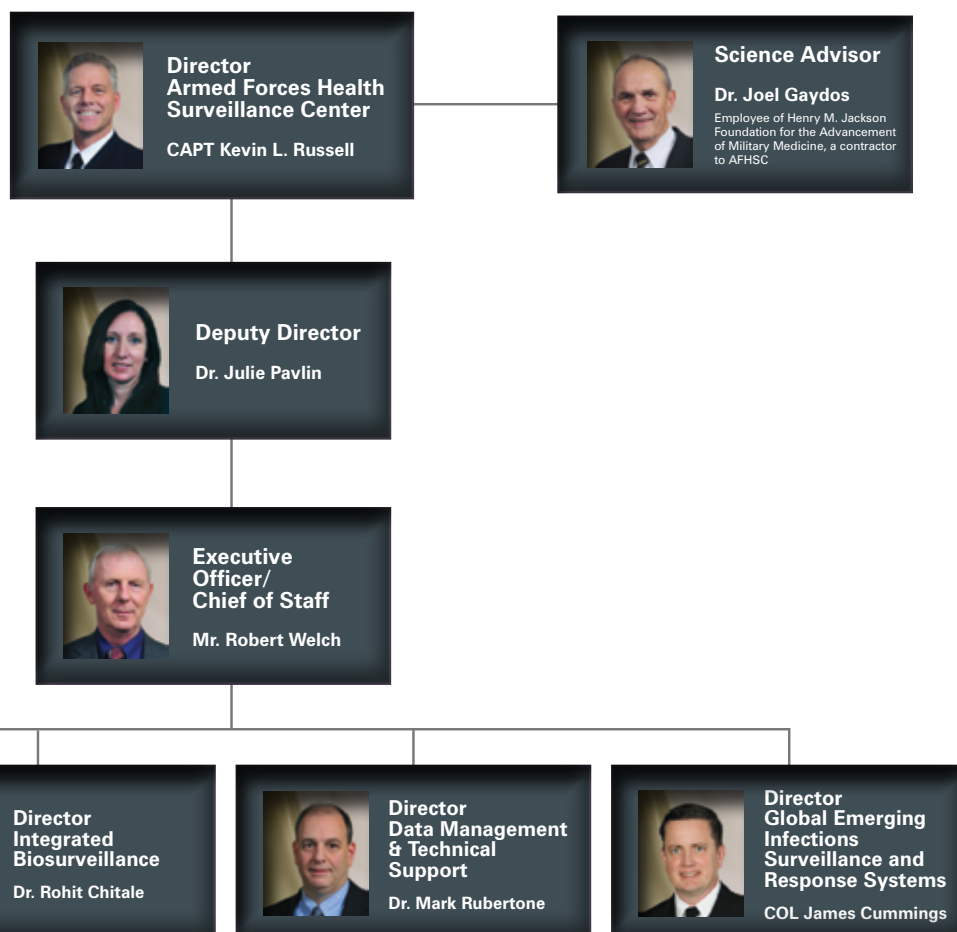 Director
Armed Forces Health
Surveillance Center
CAPT Kevin L. Russell
Science Advisor
Dr. Joel Gaydos
Employee of Henry M. Jackson
Foundation for the Advancement
of Military Medicine, a contractor
to AFHSC
Deputy Director
Dr. Julie Pavlin
Executive
Officer/
Chief of Staff
Mr. Robert Welch
Director
Integrated
Biosurveillance
Dr. Rohit Chitale
Director
Data Management
& Technical
Support
Dr. Mark Rubertone
Director
Global Emerging
Infections
Surveillance and
Response Systems
COL James Cummings